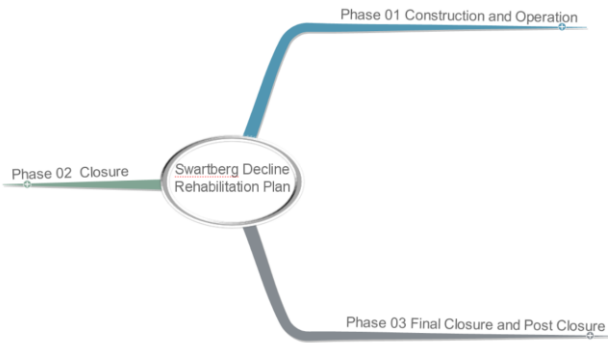 Phase 01 Construction and Operation
Phase 02 Closure
Swartberg Decline
Rehabilitation Plan
Phase 03 Final Closure and Post Closure